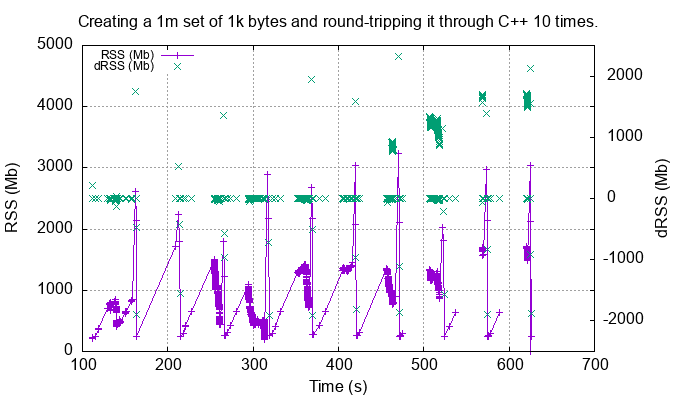 Creating a 1m set of 1k bytes and round-tripping it through C++ 10 times.
5000
4000
3000
2000
1000
0
RSS (Mb)
RSS (Mb)
dRSS (Mb)
2000
1000
0
-1000
-2000
dRSS (Mb)
100 200 300 400 500 600 700
Time (s)